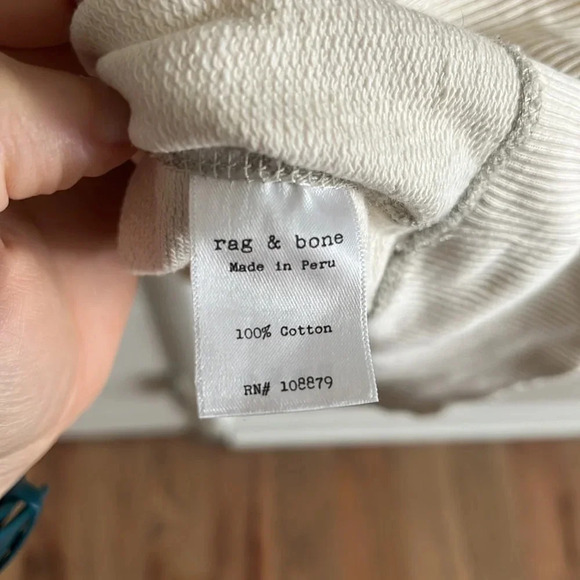 rag & bone
Made in Peru
100% Cotton
RN# 108879